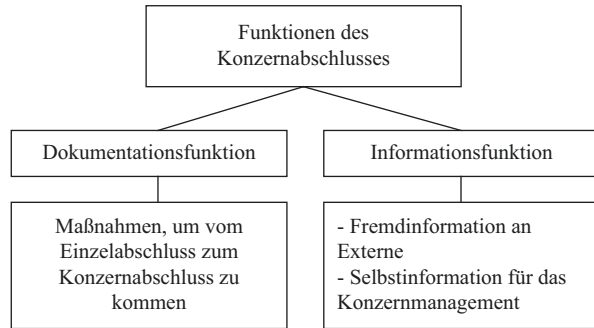 Funktionen des
Konzernabschlusses
Dokumentationsfunktion
Informationsfunktion
Maßnahmen, um vom
Einzelabschluss zum
Konzernabschluss zu
kommen
- Fremdinformation an
Externe
- Selbstinformation für das
Konzernmanagement